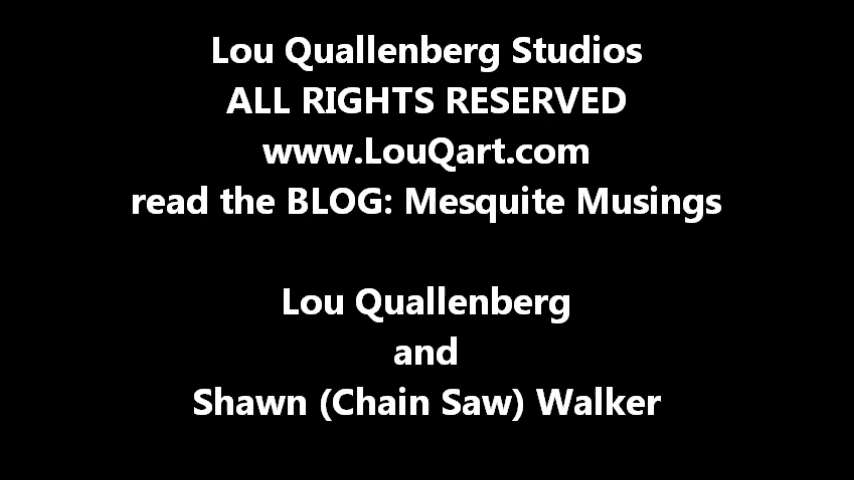 Lou Quallenberg Studios
ALL RIGHTS RESERVED
www.LouQart.com
read the BLOG: Mesquite Musings
Lou Quallenberg
and
Shawn (Chain Saw) Walker